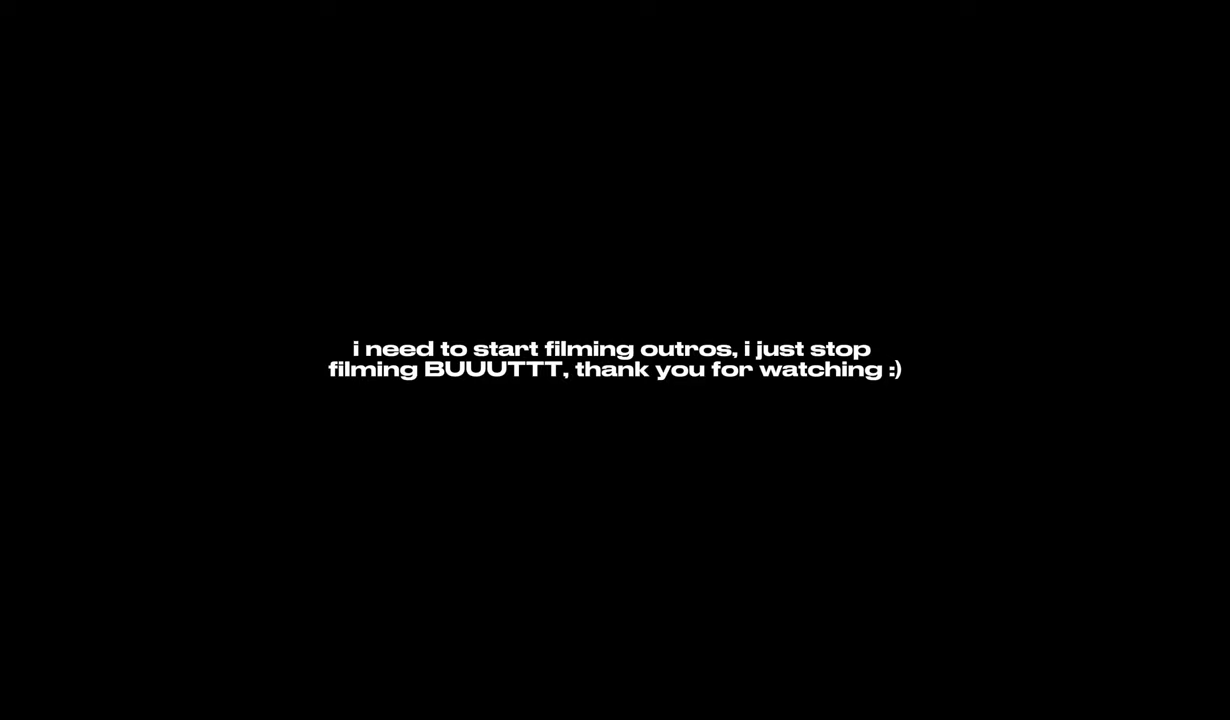 i need to start filming outros, i just stop
filming BUUUTTT, thank you for watching :)